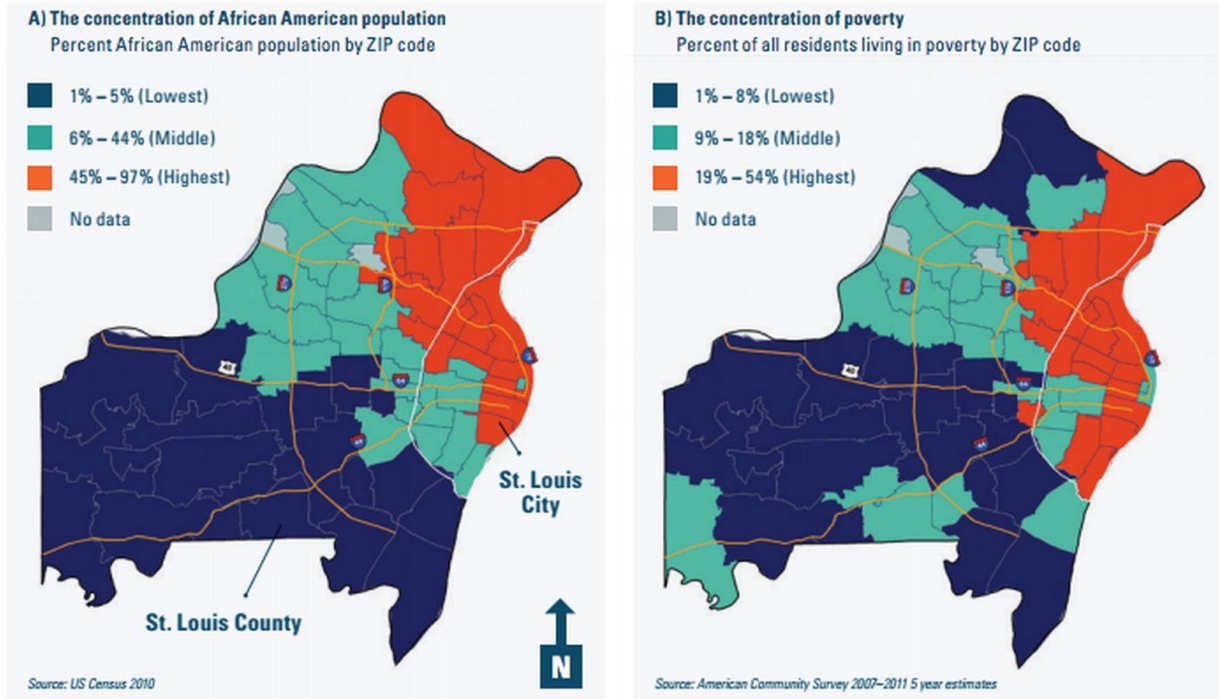 A) The concentration of African American population
Percent African American population by ZIP code
1% – 5% (Lowest)
6% – 44% (Middle)
45% – 97% (Highest)
No data
St. Louis
City
St. Louis County
N
Source: US Census 2010
B) The concentration of poverty
Percent of all residents living in poverty by ZIP code
1% – 8% (Lowest)
9% – 18% (Middle)
19% – 54% (Highest)
No data
Source: American Community Survey 2007–2011 5 year estimates